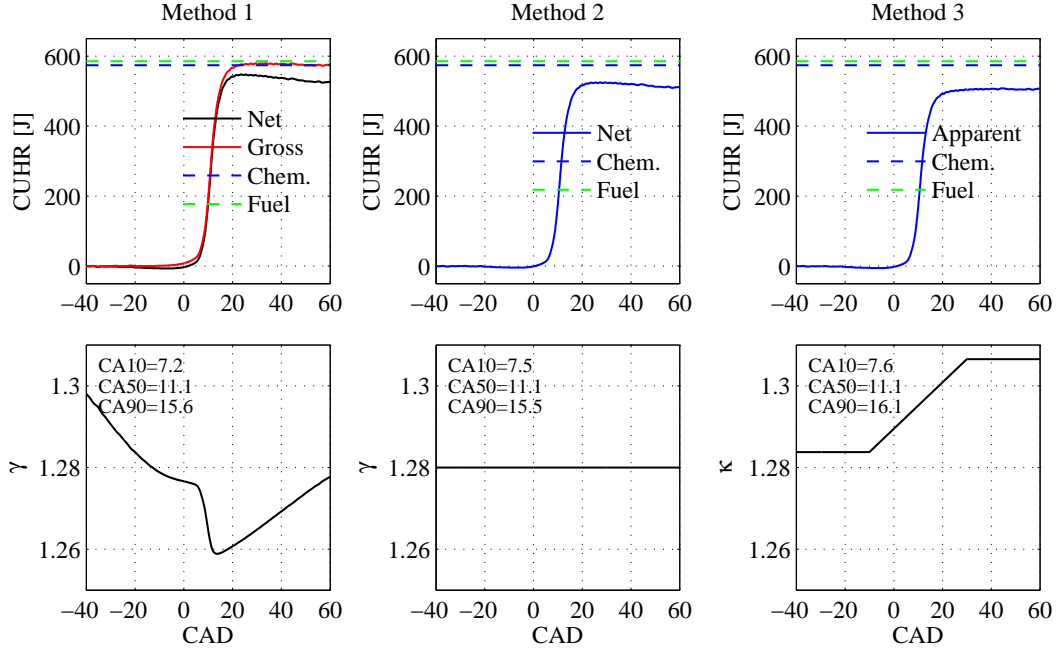 Method 1
Method 2
Method 3
CUHR [J]
600
400
200
0
Net
Gross
Chem.
Fuel
−40 −20 0 20 40 60
CUHR [J]
600
400
200
0
Net
Chem.
Fuel
−40 −20 0 20 40 60
CUHR [J]
600
400
200
0
Apparent
Chem.
Fuel
−40 −20 0 20 40 60
γ
1.3
1.28
1.26
CA10=7.2
CA50=11.1
CA90=15.6
−40 −20 0 20 40 60
CAD
γ
1.3
1.28
1.26
CA10=7.5
CA50=11.1
CA90=15.5
−40 −20 0 20 40 60
CAD
κ
1.3
1.28
1.26
CA10=7.6
CA50=11.1
CA90=16.1
−40 −20 0 20 40 60
CAD